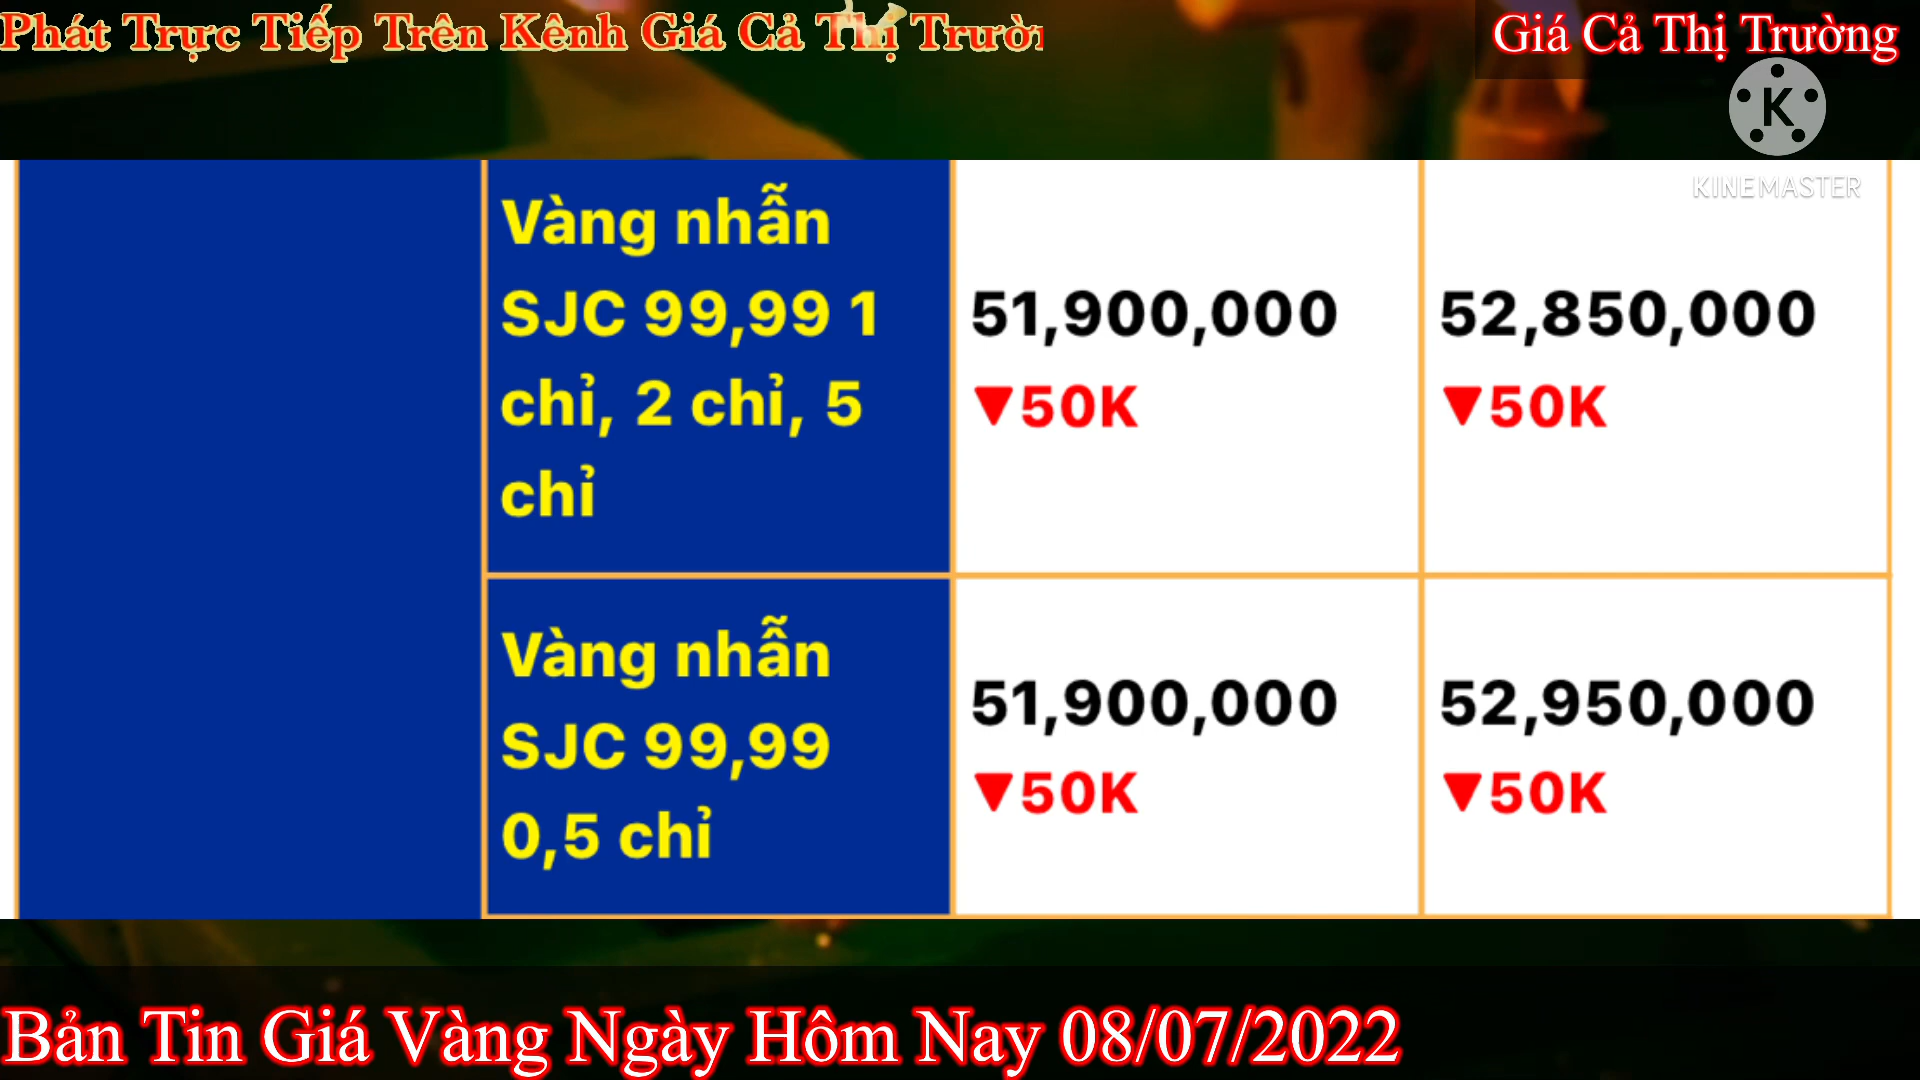 Phát Trực Tiếp Trên Kênh Giá Cả Thị
Giá Cả Thị Trường
K
KINEMASTER
Vàng nhẫn
SJC 99,99 1
chỉ, 2 chỉ, 5
chỉ
51,900,000
▼50K
52,850,000
▼50K
Vàng nhẫn
SJC 99,99
0,5 chỉ
51,900,000
▼50K
52,950,000
▼50K
Bản Tin Giá Vàng Ngày Hôm Nay 08/07/2022